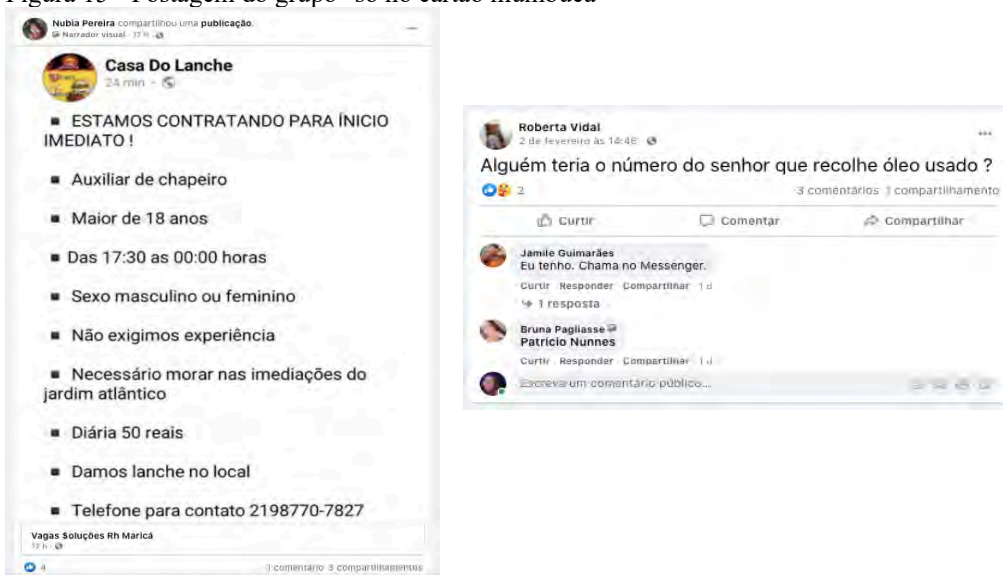 Nubia Pereira compartilhou uma publicação.
Narrador visual · 17 h ·
Casa Do Lanche
24 min ·
▪ ESTAMOS CONTRATANDO PARA ÍNICIO
IMEDIATO !
▪ Auxiliar de chapeiro
▪ Maior de 18 anos
▪ Das 17:30 as 00:00 horas
▪ Sexo masculino ou feminino
▪ Não exigimos experiência
▪ Necessário morar nas imediações do
jardim atlântico
▪ Diária 50 reais
▪ Damos lanche no local
▪ Telefone para contato 2198770-7827
Vagas Soluções Rh Maricá
17 h ·
4
1 comentário 3 compartilhamentos
Roberta Vidal
2 de fevereiro às 14:46 ·
Alguém teria o número do senhor que recolhe óleo usado ?
2
3 comentários 1 compartilhamento
Curtir Comentar Compartilhar
Jamile Guimarães
Eu tenho. Chama no Messenger.
Curtir · Responder · Compartilhar · 1 d
1 resposta
Bruna Pagliasse
Patricio Nunnes
Curtir · Responder · Compartilhar · 1 d
Escreva um comentário público...